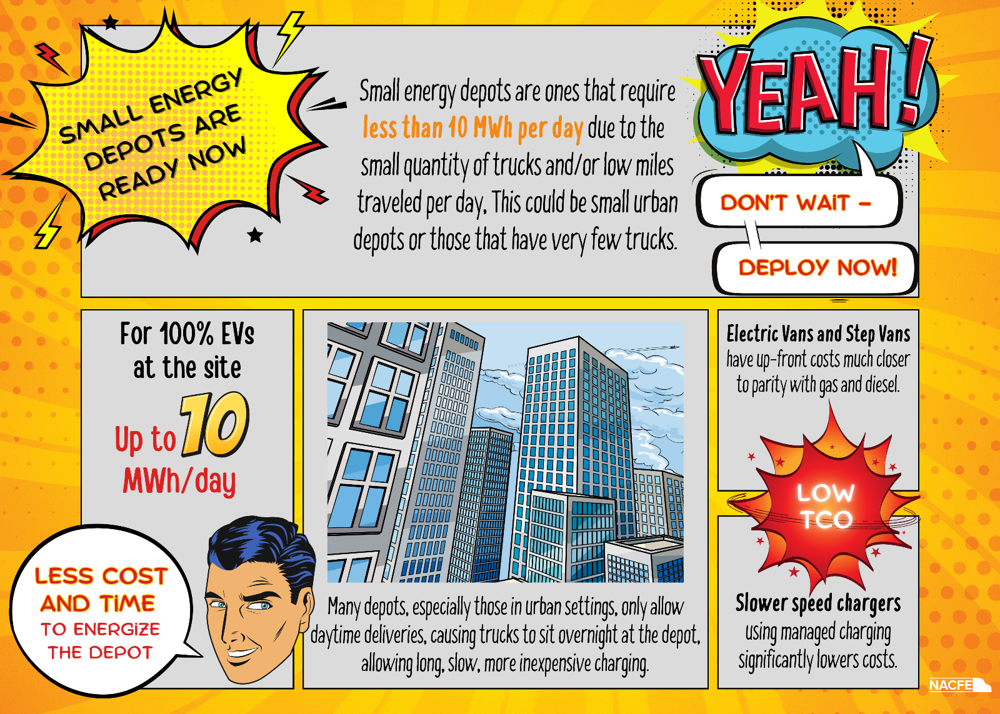 SMALL ENERGY
DEPOTS ARE
READY NOW
Small energy depots are ones that require
less than 10 MWh per day due to the
small quantity of trucks and/or low miles
traveled per day. This could be small urban
depots or those that have very few trucks.
YEAH!
DON'T WAIT –
DEPLOY NOW!
For 100% EVs
at the site
Up to 10
MWh/day
LESS COST
AND TIME
TO ENERGIZE
THE DEPOT
Many depots, especially those in urban settings, only allow
daytime deliveries, causing trucks to sit overnight at the depot,
allowing long, slow, more inexpensive charging.
Electric Vans and Step Vans
have up-front costs much closer
to parity with gas and diesel.
LOW
TCO
Slower speed chargers
using managed charging
significantly lowers costs.
NACFE